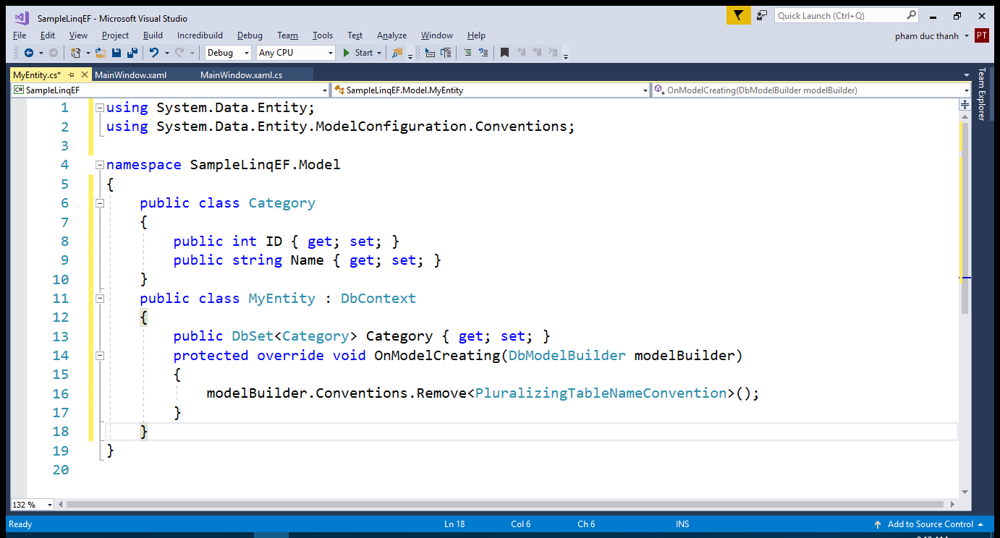 SampleLinqEF - Microsoft Visual Studio
Quick Launch (Ctrl+Q)
File Edit View Project Build Incredibuild Debug Team Tools Test Analyze Window Help
pham duc thanh PT
Debug Any CPU Start
MyEntity.cs* MainWindow.xaml MainWindow.xaml.cs
Team Explorer
C# SampleLinqEF SampleLinqEF.Model.MyEntity OnModelCreating(DbModelBuilder modelBuilder)
1 using System.Data.Entity;
2 using System.Data.Entity.ModelConfiguration.Conventions;
3
4 namespace SampleLinqEF.Model
5 {
6 public class Category
7 {
8 public int ID { get; set; }
9 public string Name { get; set; }
10 }
11 public class MyEntity : DbContext
12 {
13 public DbSet<Category> Category { get; set; }
14 protected override void OnModelCreating(DbModelBuilder modelBuilder)
15 {
16 modelBuilder.Conventions.Remove<PluralizingTableNameConvention>();
17 }
18 }
19 }
20
132 %
Ready Ln 18 Col 6 Ch 6 INS Add to Source Control